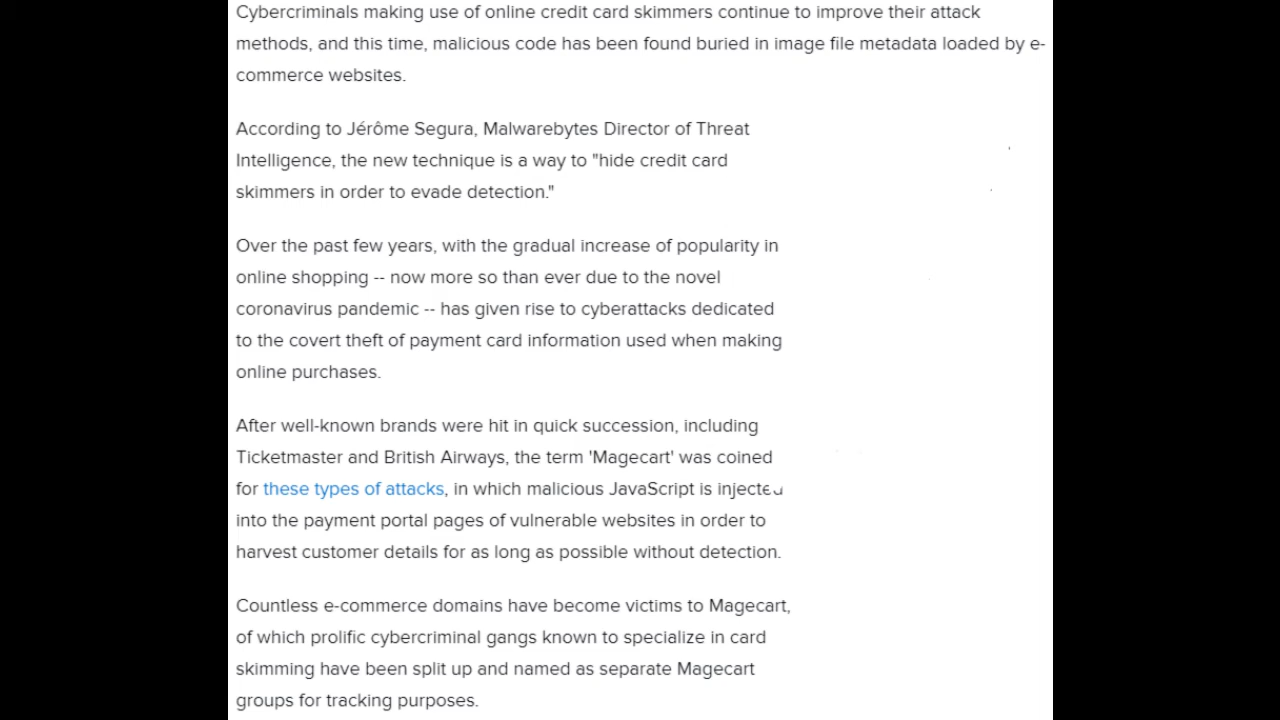 Cybercriminals making use of online credit card skimmers continue to improve their attack
methods, and this time, malicious code has been found buried in image file metadata loaded by e-
commerce websites.
According to Jérôme Segura, Malwarebytes Director of Threat
Intelligence, the new technique is a way to "hide credit card
skimmers in order to evade detection."
Over the past few years, with the gradual increase of popularity in
online shopping -- now more so than ever due to the novel
coronavirus pandemic -- has given rise to cyberattacks dedicated
to the covert theft of payment card information used when making
online purchases.
After well-known brands were hit in quick succession, including
Ticketmaster and British Airways, the term 'Magecart' was coined
for these types of attacks, in which malicious JavaScript is injected
into the payment portal pages of vulnerable websites in order to
harvest customer details for as long as possible without detection.
Countless e-commerce domains have become victims to Magecart,
of which prolific cybercriminal gangs known to specialize in card
skimming have been split up and named as separate Magecart
groups for tracking purposes.